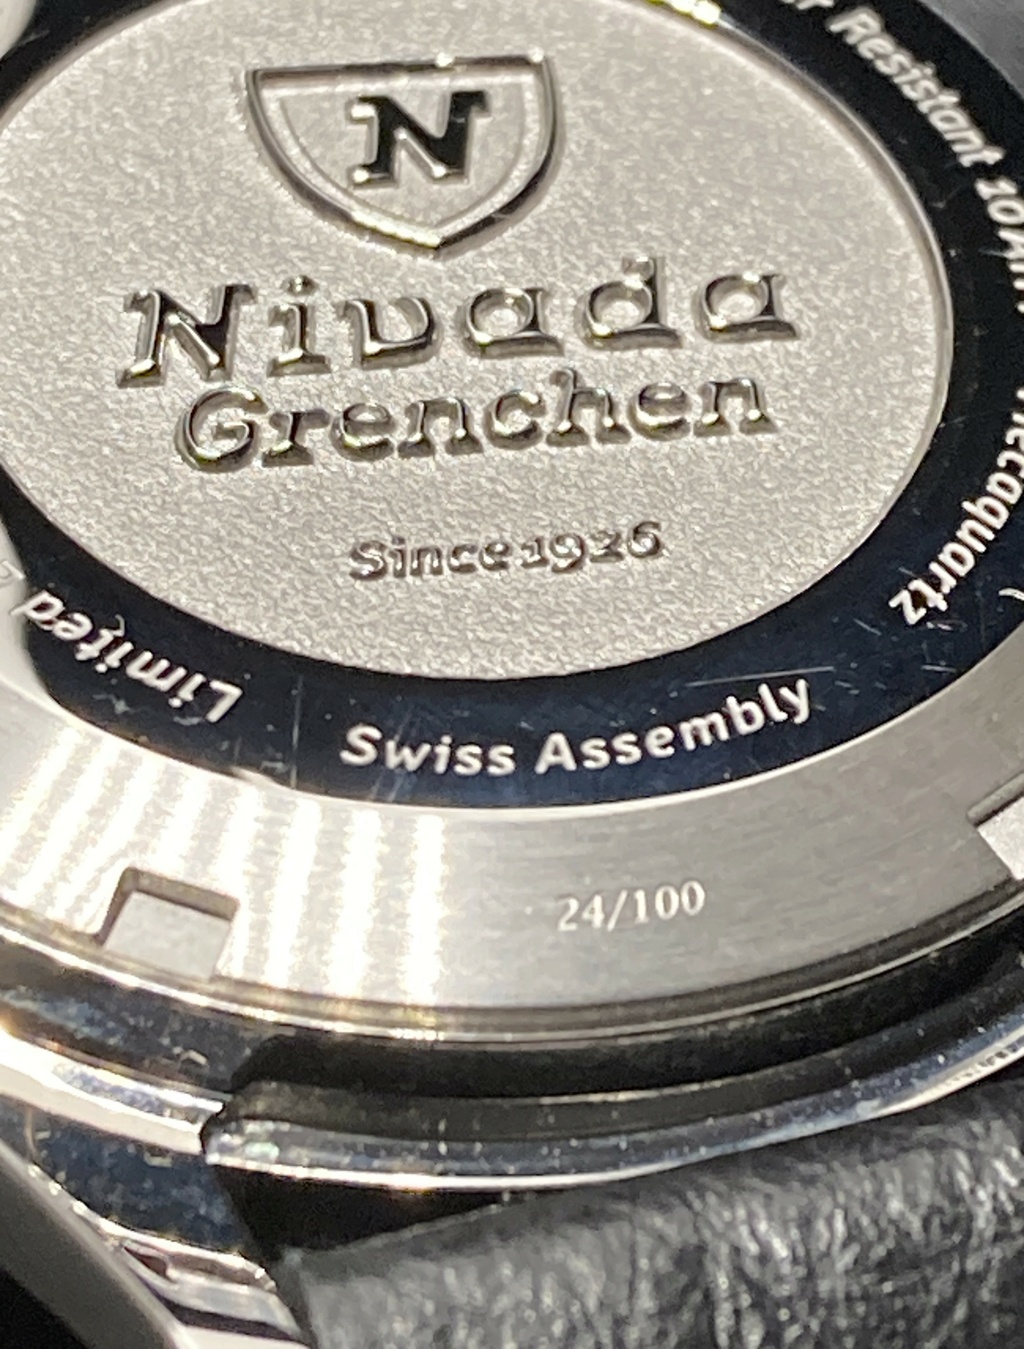 N
Nivada
Grenchen
Since 1926
Resistant 10
Limited
Swiss Assembly
24/100